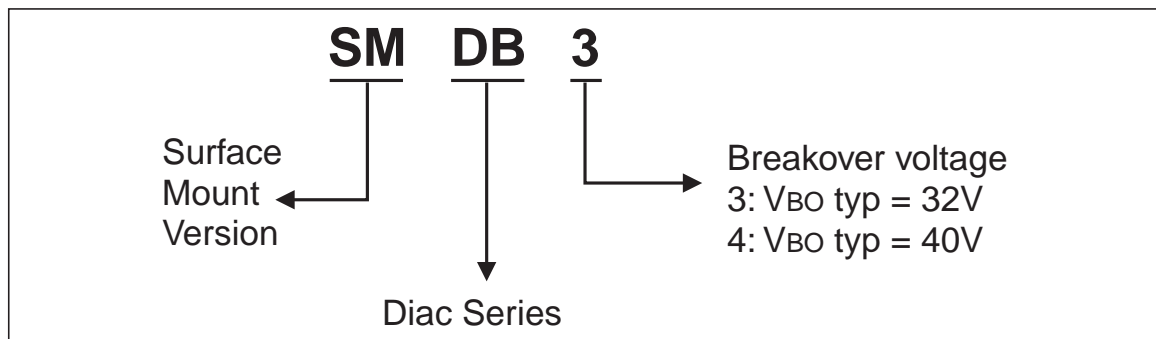 SM DB 3
Surface
Mount
Version
Diac Series
Breakover voltage
3: VBO typ = 32V
4: VBO typ = 40V